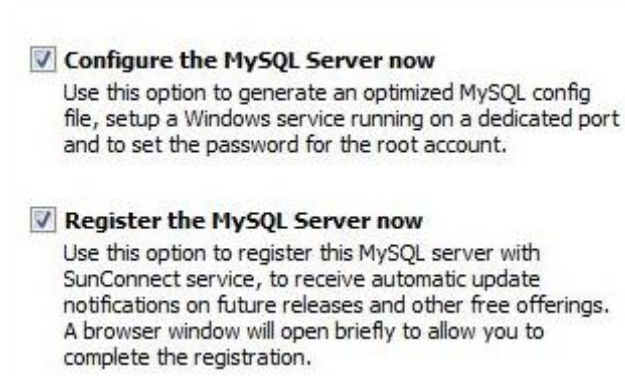 Configure the MySQL Server now
Use this option to generate an optimized MySQL config
file, setup a Windows service running on a dedicated port
and to set the password for the root account.
Register the MySQL Server now
Use this option to register this MySQL server with
SunConnect service, to receive automatic update
notifications on future releases and other free offerings.
A browser window will open briefly to allow you to
complete the registration.